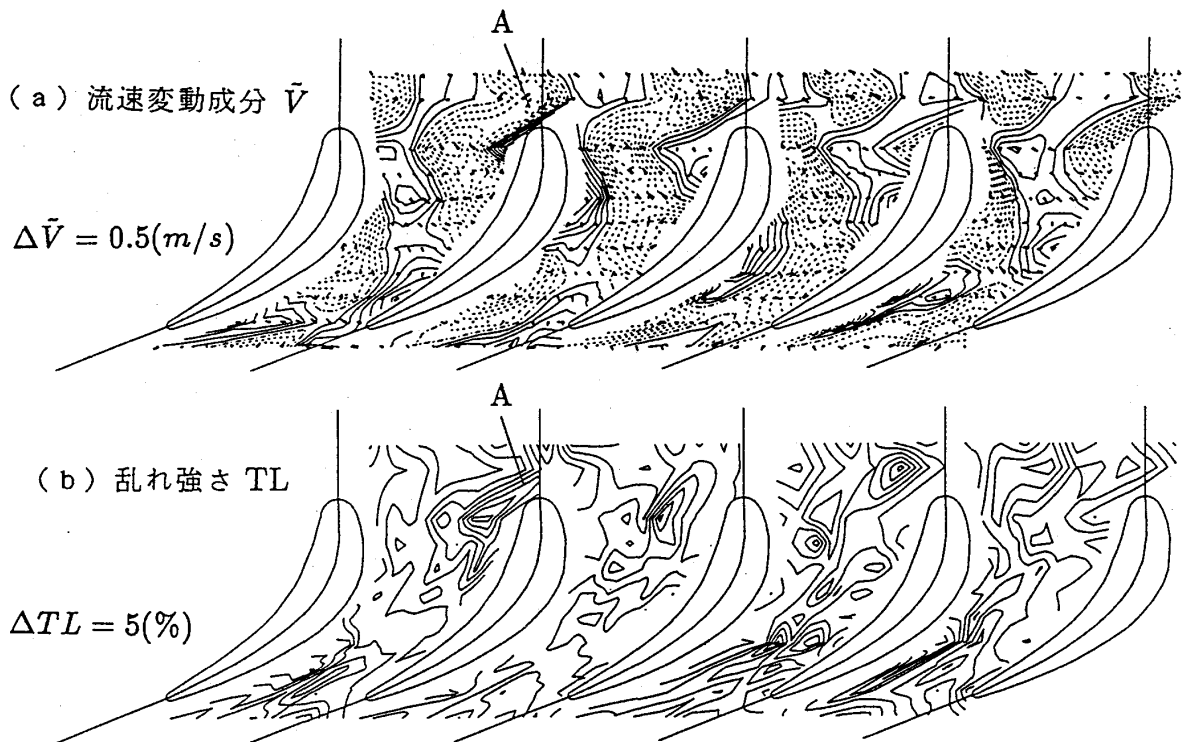 A
(a) 流速変動成分 Ṽ
ΔṼ = 0.5(m/s)
A
(b) 乱れ強さ TL
ΔTL = 5(%)